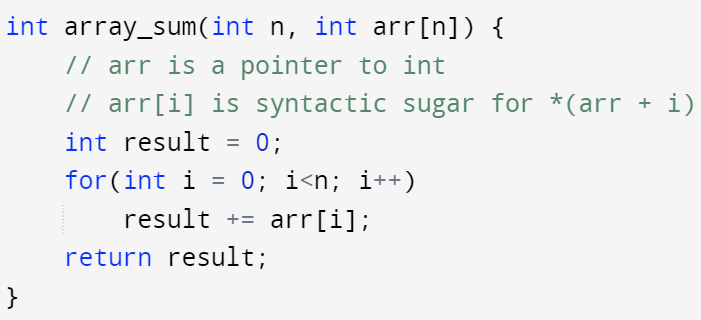 int array_sum(int n, int arr[n]) {
// arr is a pointer to int
// arr[i] is syntactic sugar for *(arr + i)
int result = 0;
for(int i = 0; i<n; i++)
result += arr[i];
return result;
}